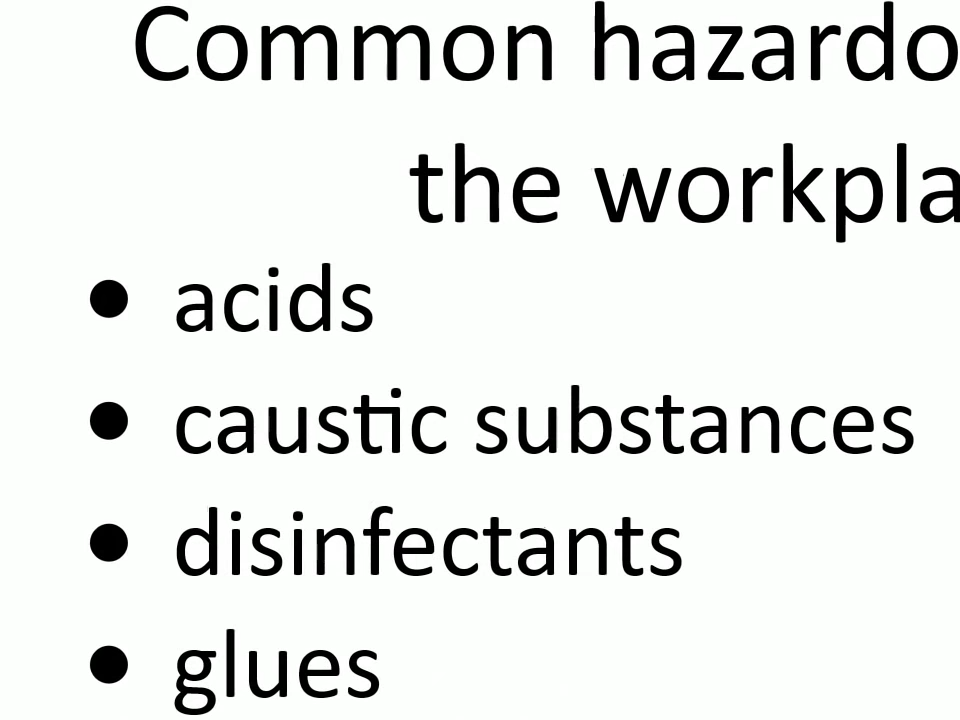 Common hazardo
the workpla
• acids
• caustic substances
• disinfectants
• glues